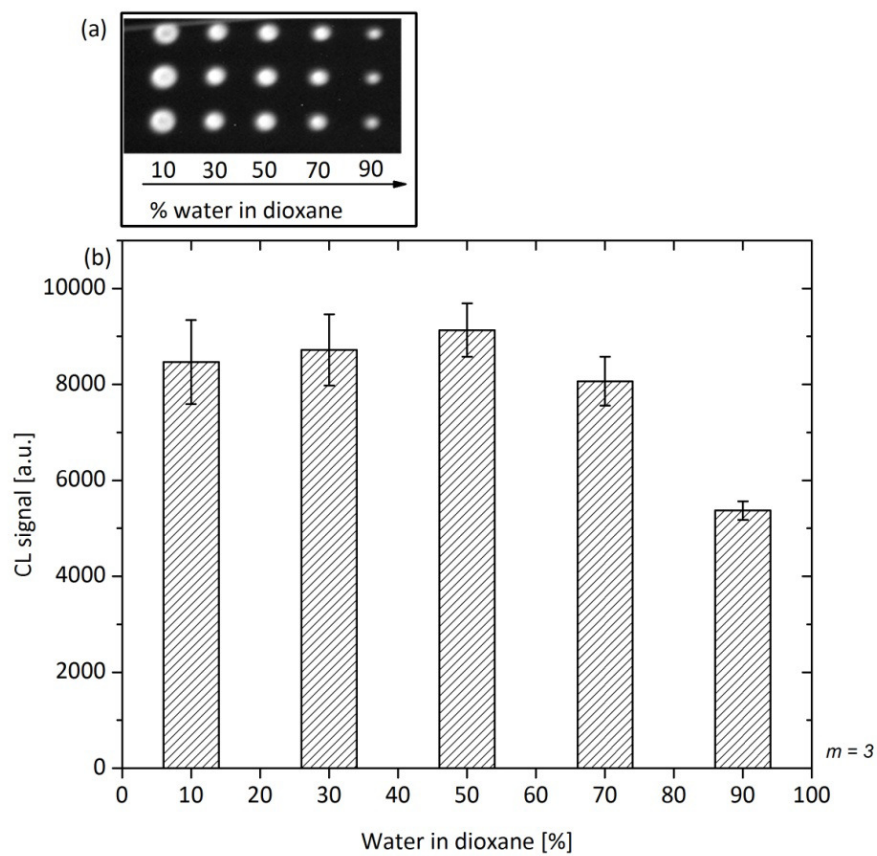 (a)
10 30 50 70 90
% water in dioxane
(b)
10000
8000
6000
4000
2000
0
CL signal [a.u.]
0 10 20 30 40 50 60 70 80 90 100
Water in dioxane [%]
m = 3